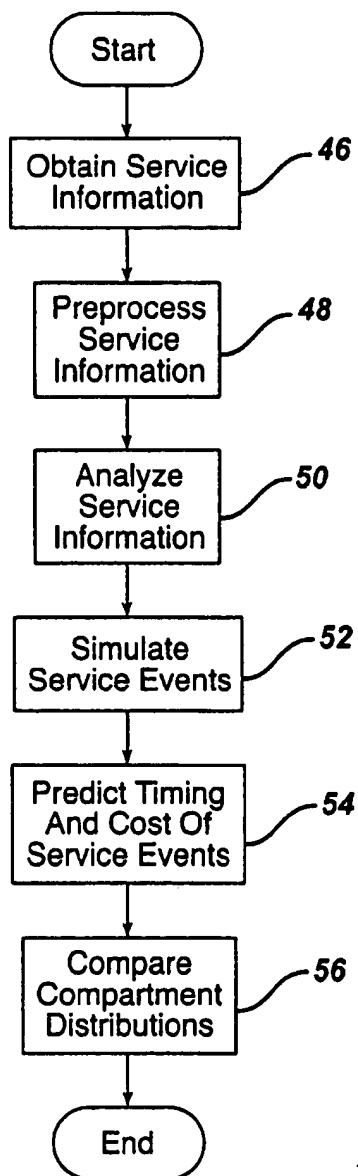 Start
Obtain Service
Information
46
Preprocess
Service
Information
48
Analyze
Service
Information
50
Simulate
Service Events
52
Predict Timing
And Cost Of
Service Events
54
Compare
Compartment
Distributions
56
End